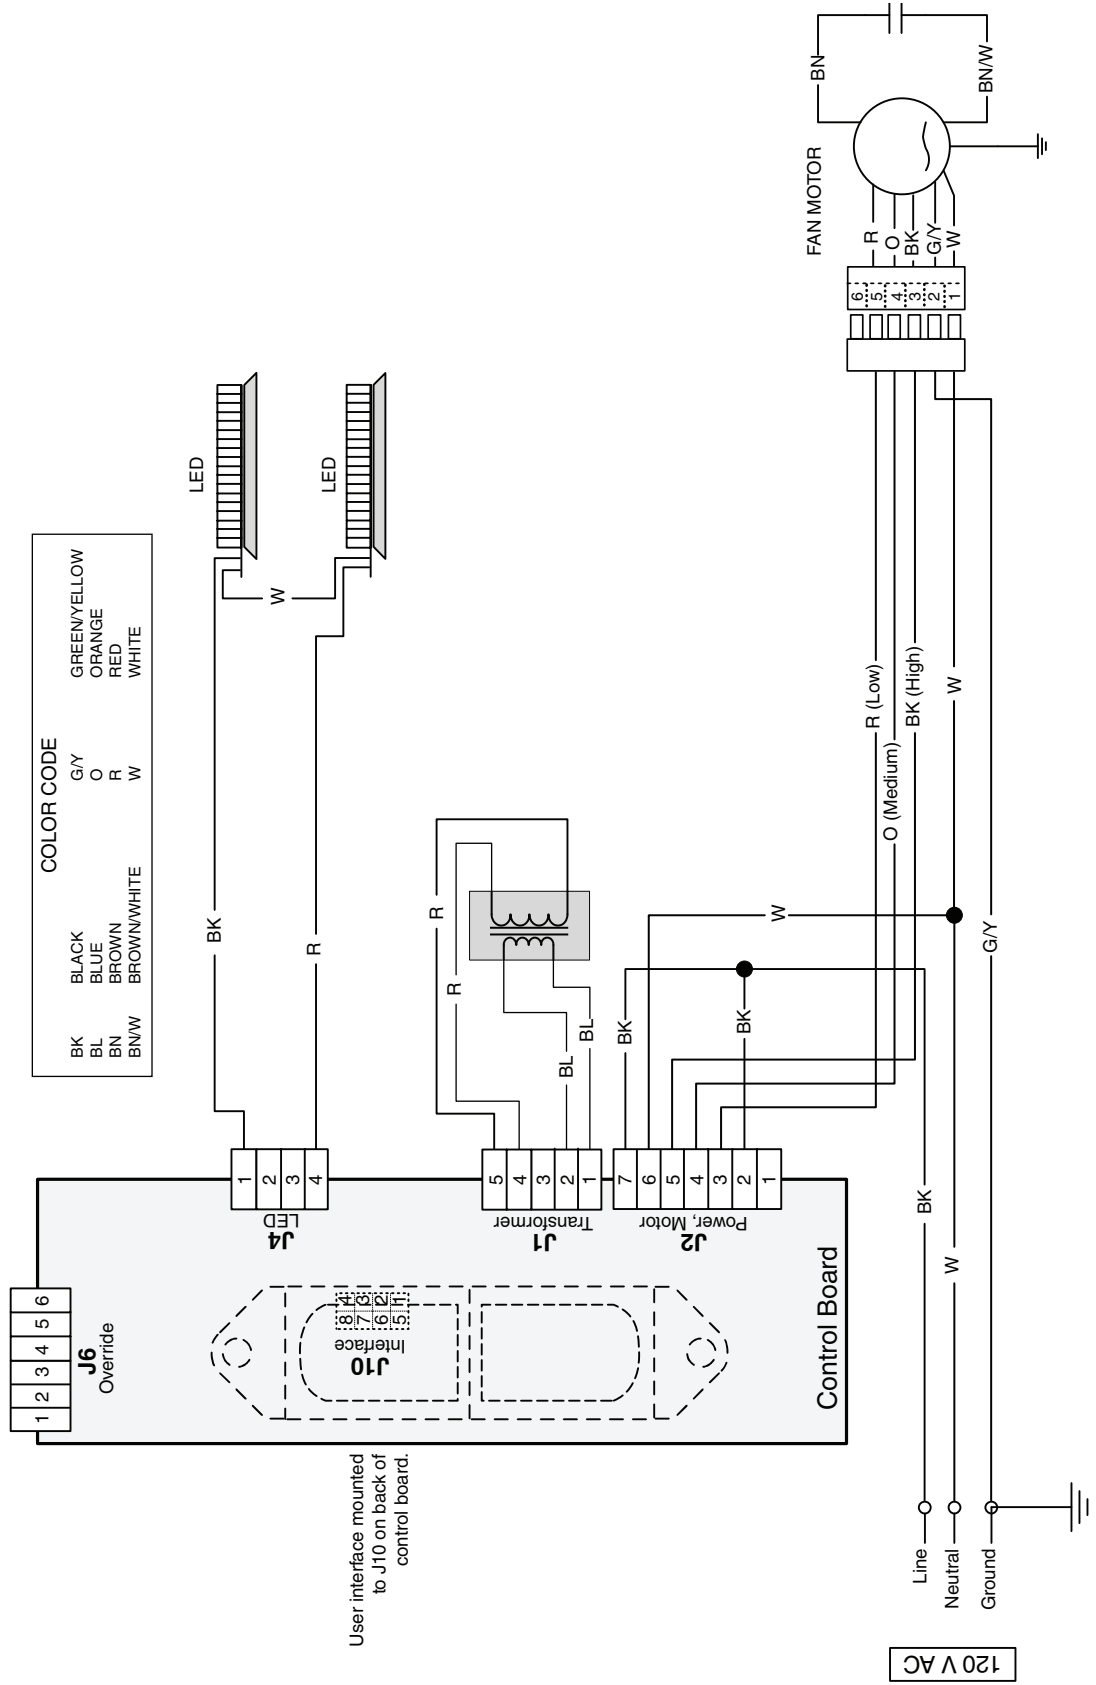 COLOR CODE
BK BLACK G/Y GREEN/YELLOW
BL BLUE O ORANGE
BN BROWN R RED
BN/W BROWN/WHITE W WHITE
J6
Override
1 2 3 4 5 6
User interface mounted
to J10 on back of
control board.
J10
Interface
8 4
7 3
6 2
5 1
Control Board
J4
LED
1
2
3
4
BK
R
W
LED
LED
J1
Transformer
5
4
3
2
1
R
R
BL
BL
J2
Power, Motor
7
6
5
4
3
2
1
BK
W
BK
R (Low)
O (Medium)
BK (High)
W
G/Y
BK
W
6
5
4
3
2
1
R
O
BK
G/Y
W
FAN MOTOR
BN
BN/W
Line
Neutral
Ground
120 V AC